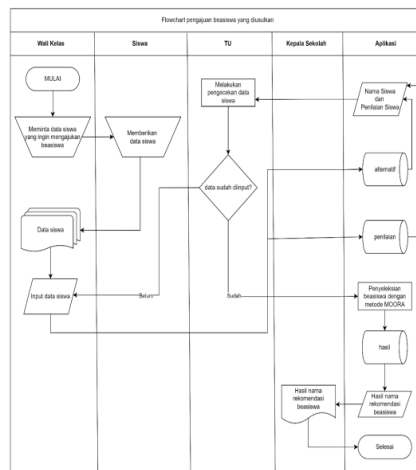 Flowchart pengajuan beasiswa yang diusulkan
Wali Kelas
Siswa
TU
Kepala Sekolah
Aplikasi
MULAI
Melakukan
pengecekan data
siswa
Nama Siswa
dan
Penilaian Siswa
Meminta data siswa
yang ingin mengajukan
beasiswa
Memberikan
data siswa
alternatif
data sudah diinput?
Data siswa
penilaian
Input data siswa
Belum
Sudah
Penyeleksian
beasiswa dengan
metode MOORA
hasil
Hasil nama
rekomendasi
beasiswa
Hasil nama
rekomendasi
beasiswa
Selesai